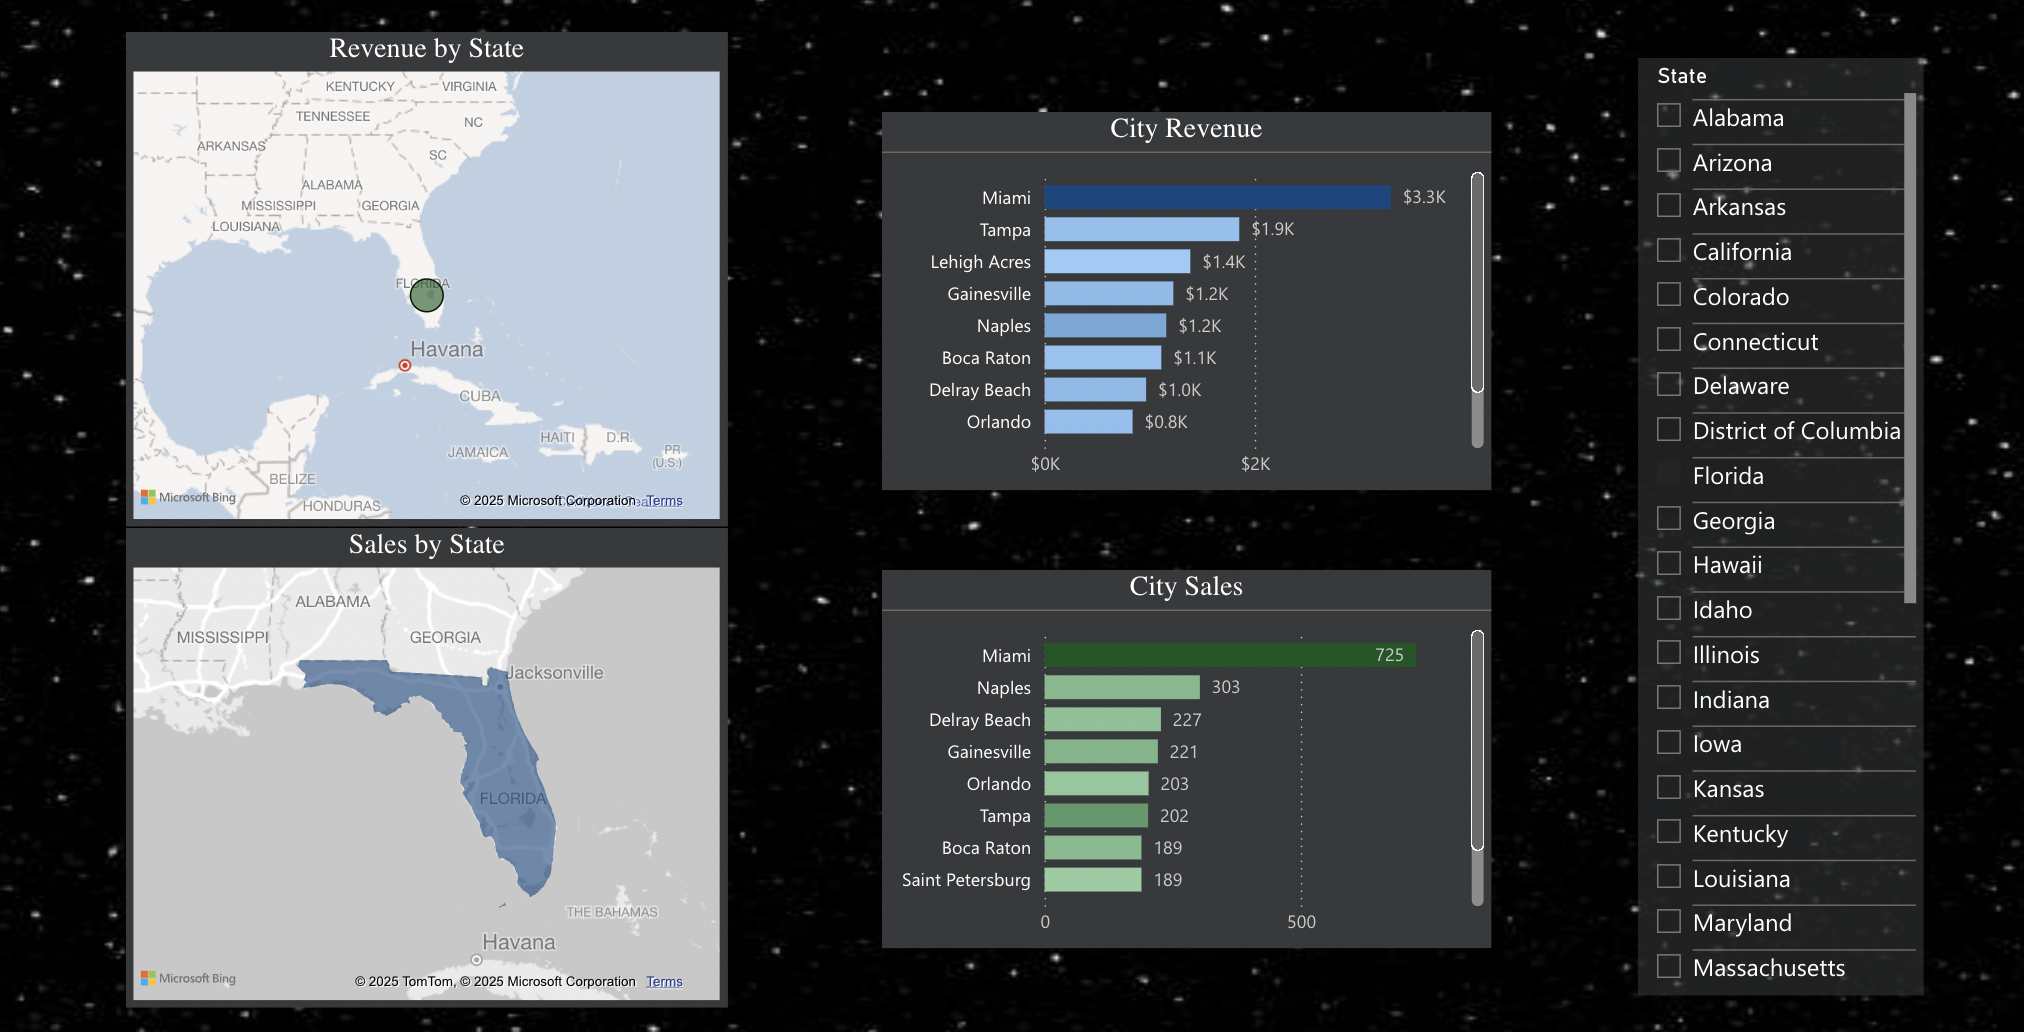 Revenue by State
KENTUCKY
VIRGINIA
TENNESSEE
NC
ARKANSAS
SC
ALABAMA
MISSISSIPPI
GEORGIA
LOUISIANA
FLORIDA
Havana
CUBA
HAITI
D.R.
JAMAICA
PR
(U.S.)
BELIZE
Microsoft Bing
HONDURAS
© 2025 Microsoft Corporation
Terms
Sales by State
ALABAMA
MISSISSIPPI
GEORGIA
Jacksonville
FLORIDA
THE BAHAMAS
Havana
Microsoft Bing
© 2025 TomTom, © 2025 Microsoft Corporation
Terms
City Revenue
Miami $3.3K
Tampa $1.9K
Lehigh Acres $1.4K
Gainesville $1.2K
Naples $1.2K
Boca Raton $1.1K
Delray Beach $1.0K
Orlando $0.8K
$0K $2K
City Sales
Miami 725
Naples 303
Delray Beach 227
Gainesville 221
Orlando 203
Tampa 202
Boca Raton 189
Saint Petersburg 189
0 500
State
Alabama
Arizona
Arkansas
California
Colorado
Connecticut
Delaware
District of Columbia
Florida
Georgia
Hawaii
Idaho
Illinois
Indiana
Iowa
Kansas
Kentucky
Louisiana
Maryland
Massachusetts